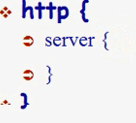 http {
server {
}
}